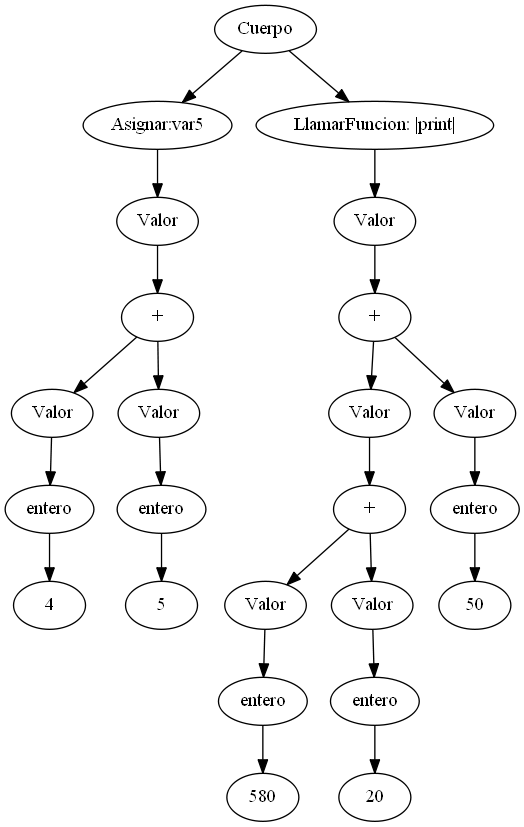 Cuerpo
Asignar:var5
LlamarFuncion: |print|
Valor
Valor
+
+
Valor
Valor
Valor
Valor
entero
entero
+
entero
4
5
Valor
Valor
50
entero
entero
580
20